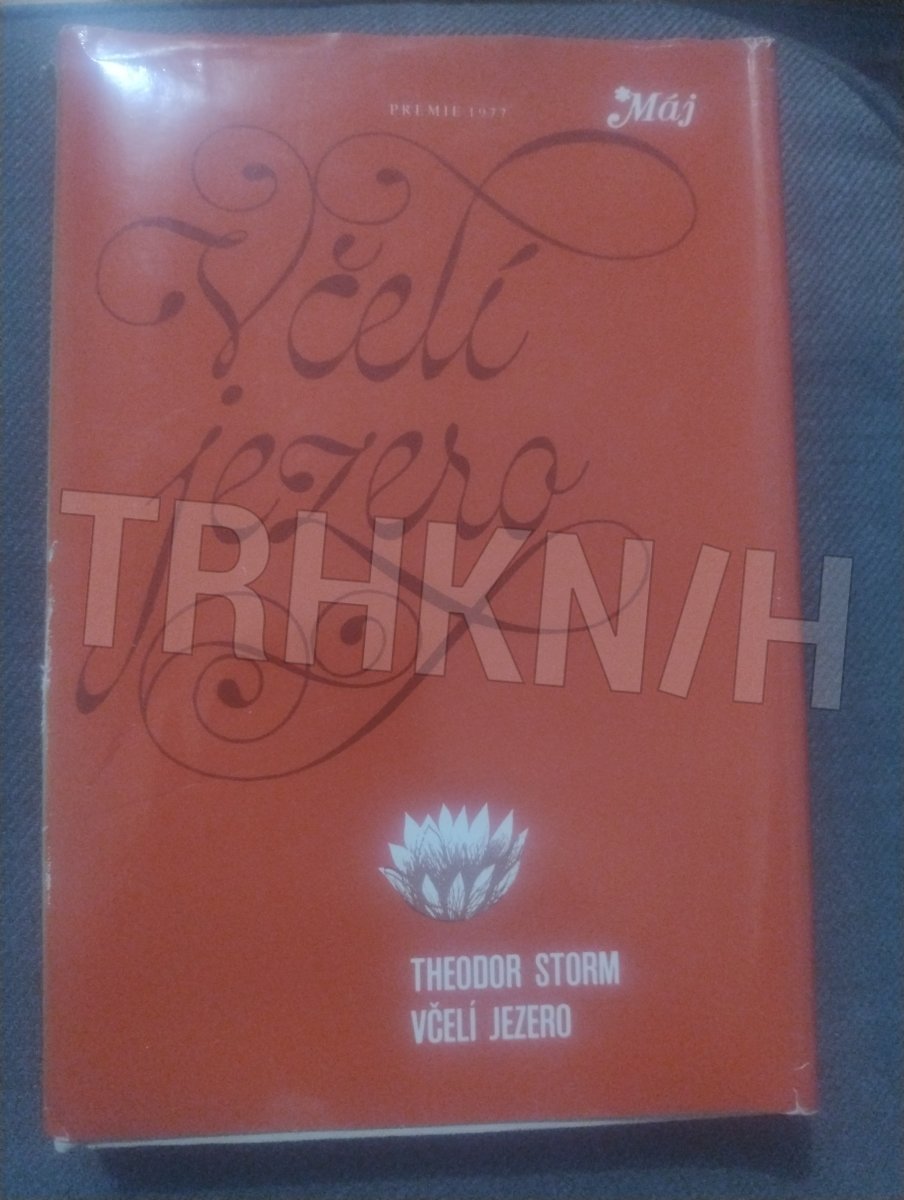 PREMIE 1977
Máj
Včelí
jezero
TRHKNIH
THEODOR STORM
VČELÍ JEZERO